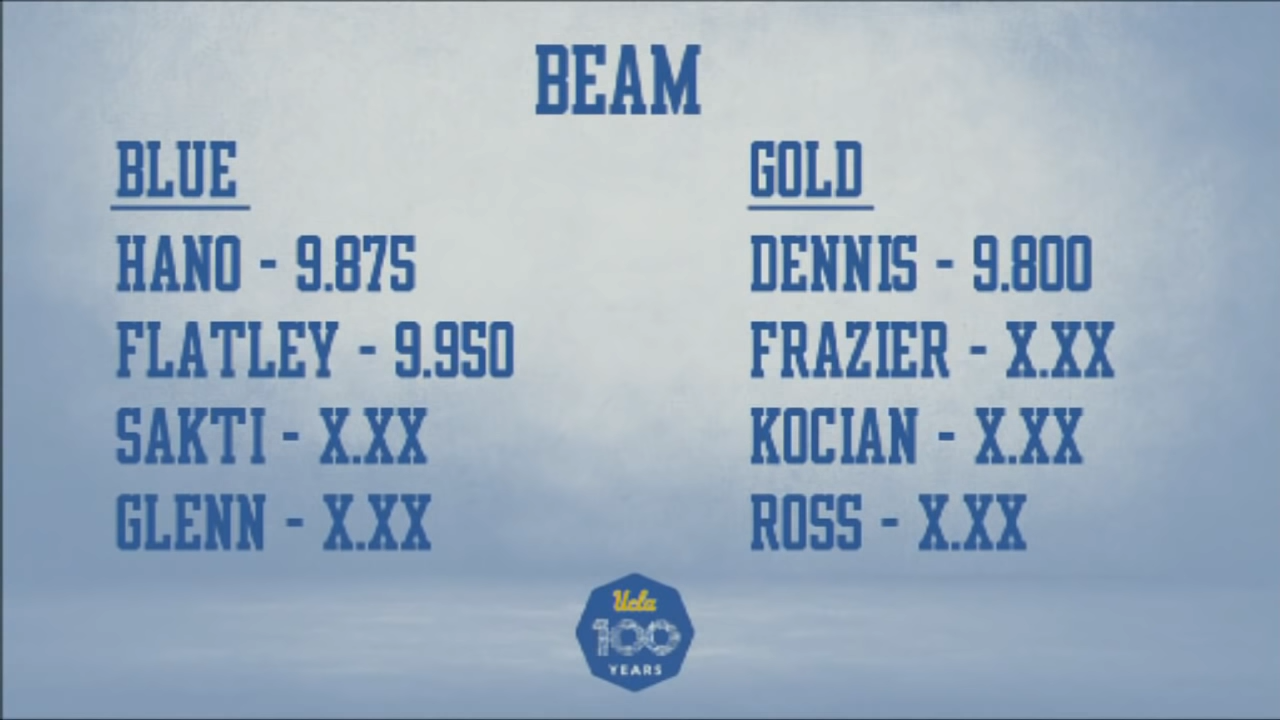 BEAM
BLUE
HANO - 9.875
FLATLEY - 9.950
SAKTI - X.XX
GLENN - X.XX
GOLD
DENNIS - 9.800
FRAZIER - X.XX
KOCIAN - X.XX
ROSS - X.XX
Ucla
100
YEARS